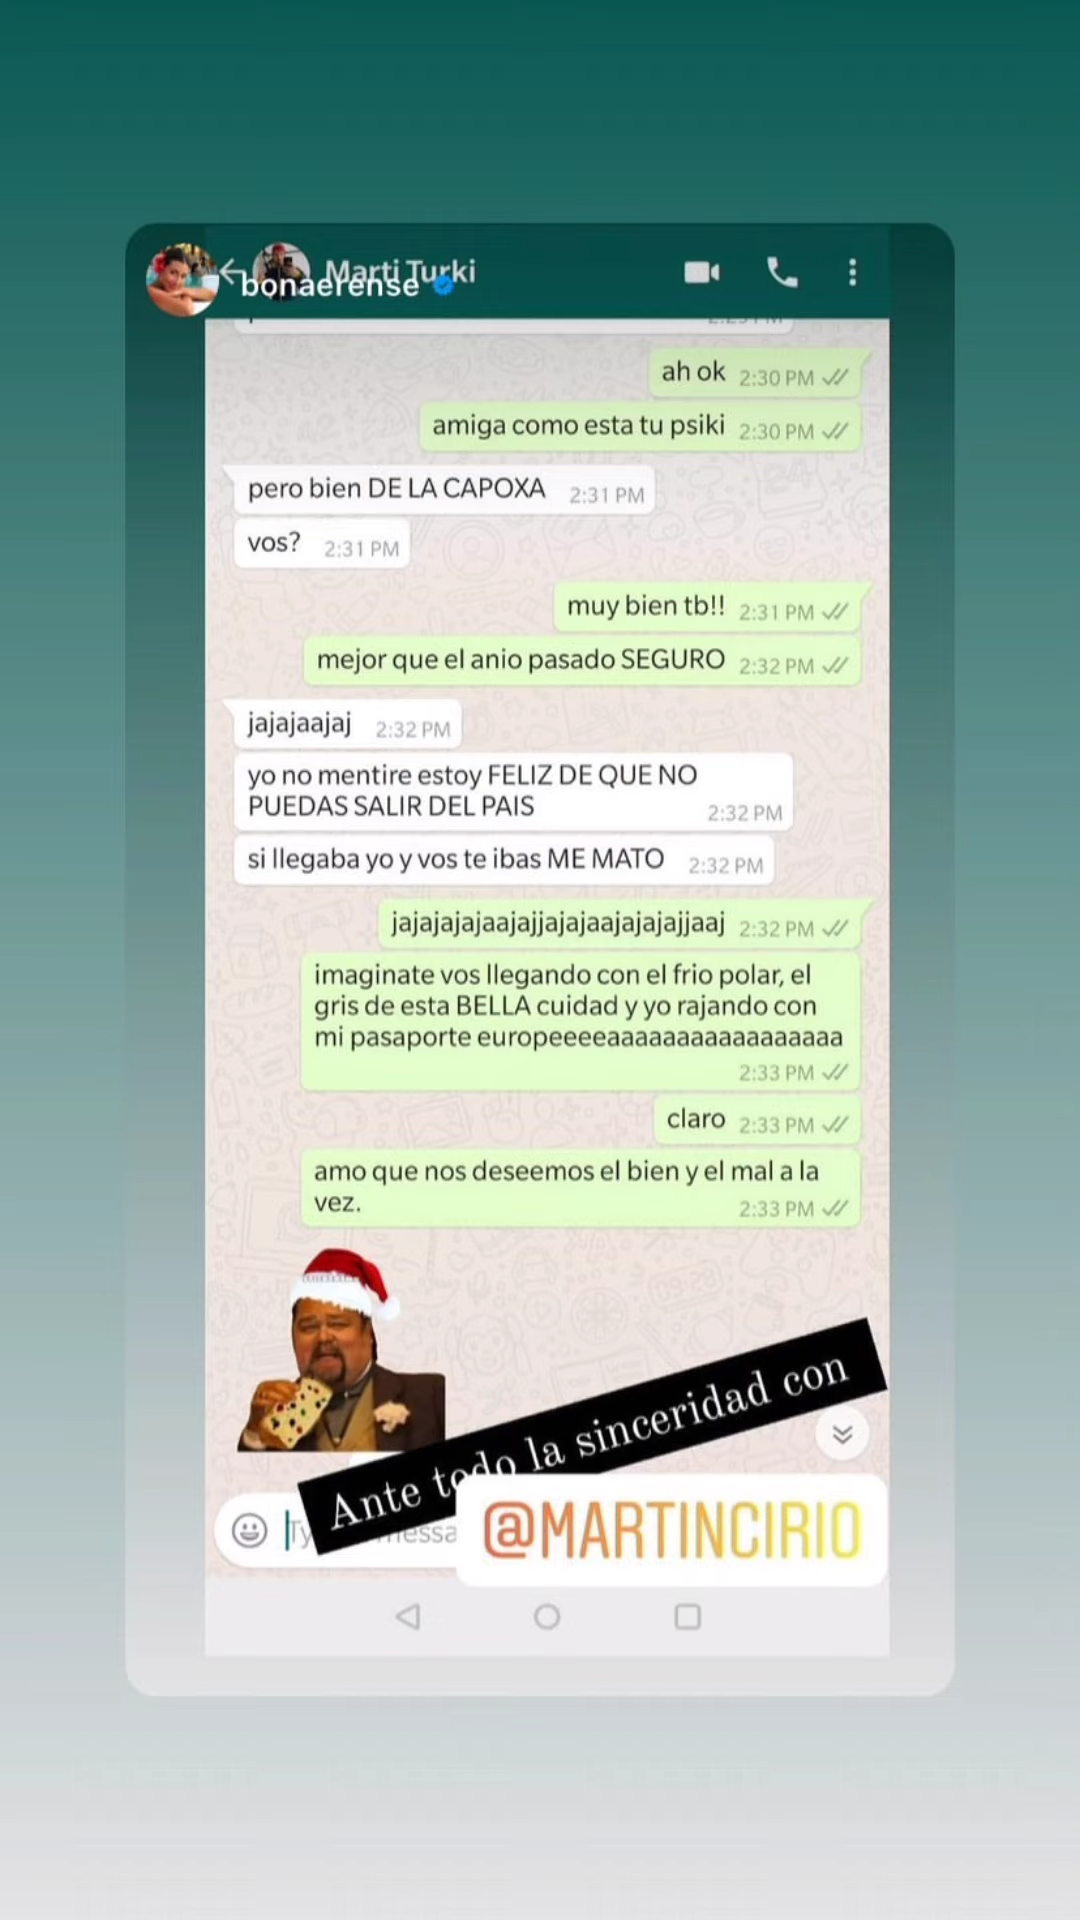 Marti Turki
bonaerense
ah ok 2:30 PM
amiga como esta tu psiki 2:30 PM
pero bien DE LA CAPOXA 2:31 PM
vos? 2:31 PM
muy bien tb!! 2:31 PM
mejor que el anio pasado SEGURO 2:32 PM
jajajaajaj 2:32 PM
yo no mentire estoy FELIZ DE QUE NO
PUEDAS SALIR DEL PAIS 2:32 PM
si llegaba yo y vos te ibas ME MATO 2:32 PM
jajajajajaajajjajajaajajajajjaaj 2:32 PM
imaginate vos llegando con el frio polar, el
gris de esta BELLA cuidad y yo rajando con
mi pasaporte europeeeeaaaaaaaaaaaaaaaaa
2:33 PM
claro 2:33 PM
amo que nos deseemos el bien y el mal a la
vez. 2:33 PM
Ante todo la sinceridad con
@MARTINCIRIO